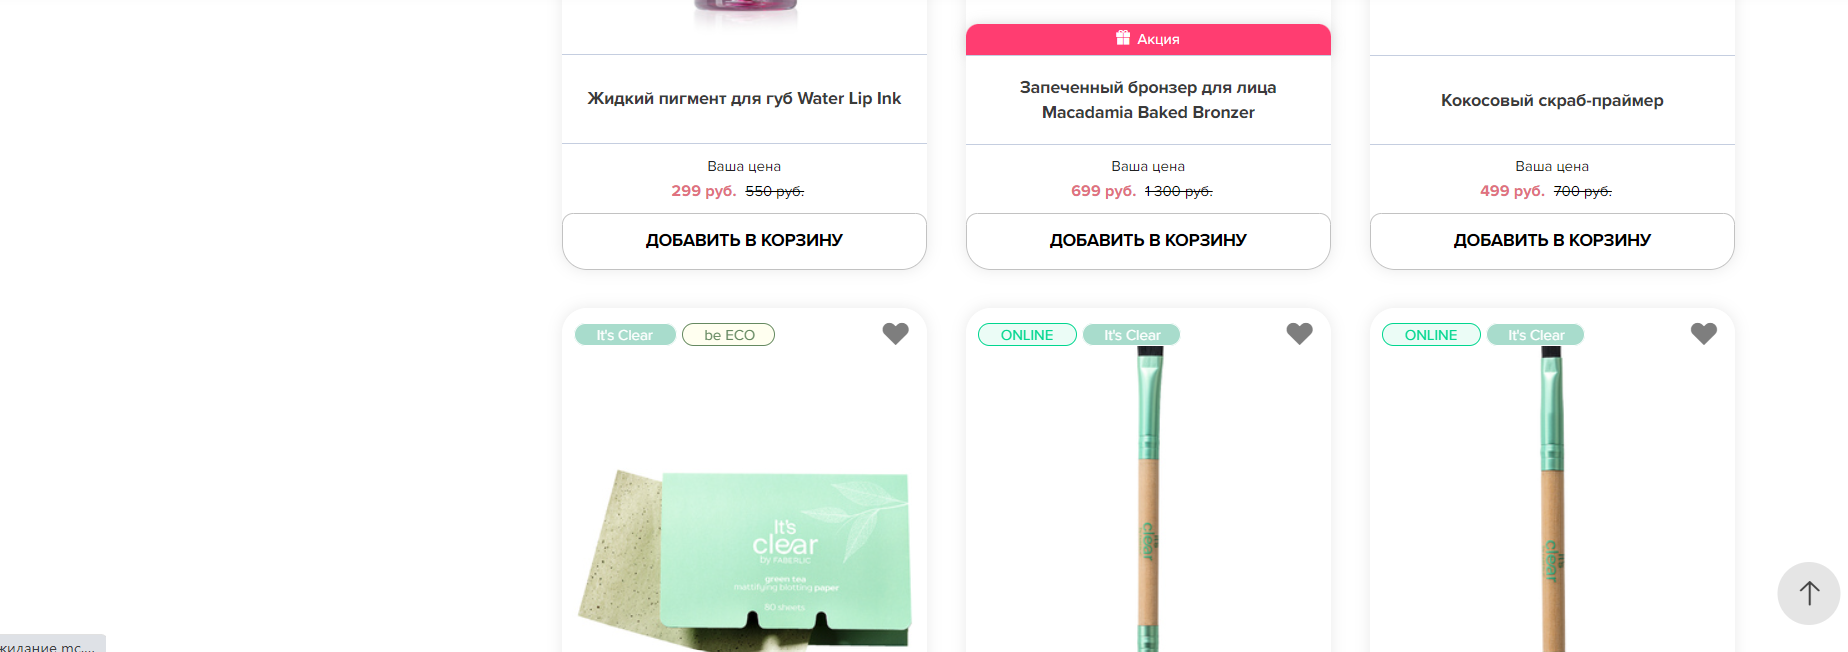 Акция
Жидкий пигмент для губ Water Lip Ink
Запеченный бронзер для лица
Macadamia Baked Bronzer
Кокосовый скраб-праймер
Ваша цена
299 руб. 550 руб.
Ваша цена
699 руб. 1 300 руб.
Ваша цена
499 руб. 700 руб.
ДОБАВИТЬ В КОРЗИНУ
ДОБАВИТЬ В КОРЗИНУ
ДОБАВИТЬ В КОРЗИНУ
It's Clear be ECO
ONLINE It's Clear
ONLINE It's Clear
It's
clear
by FABERLIC
green tea
mattifying blotting paper
80 sheets
It's
clear
It's
clear